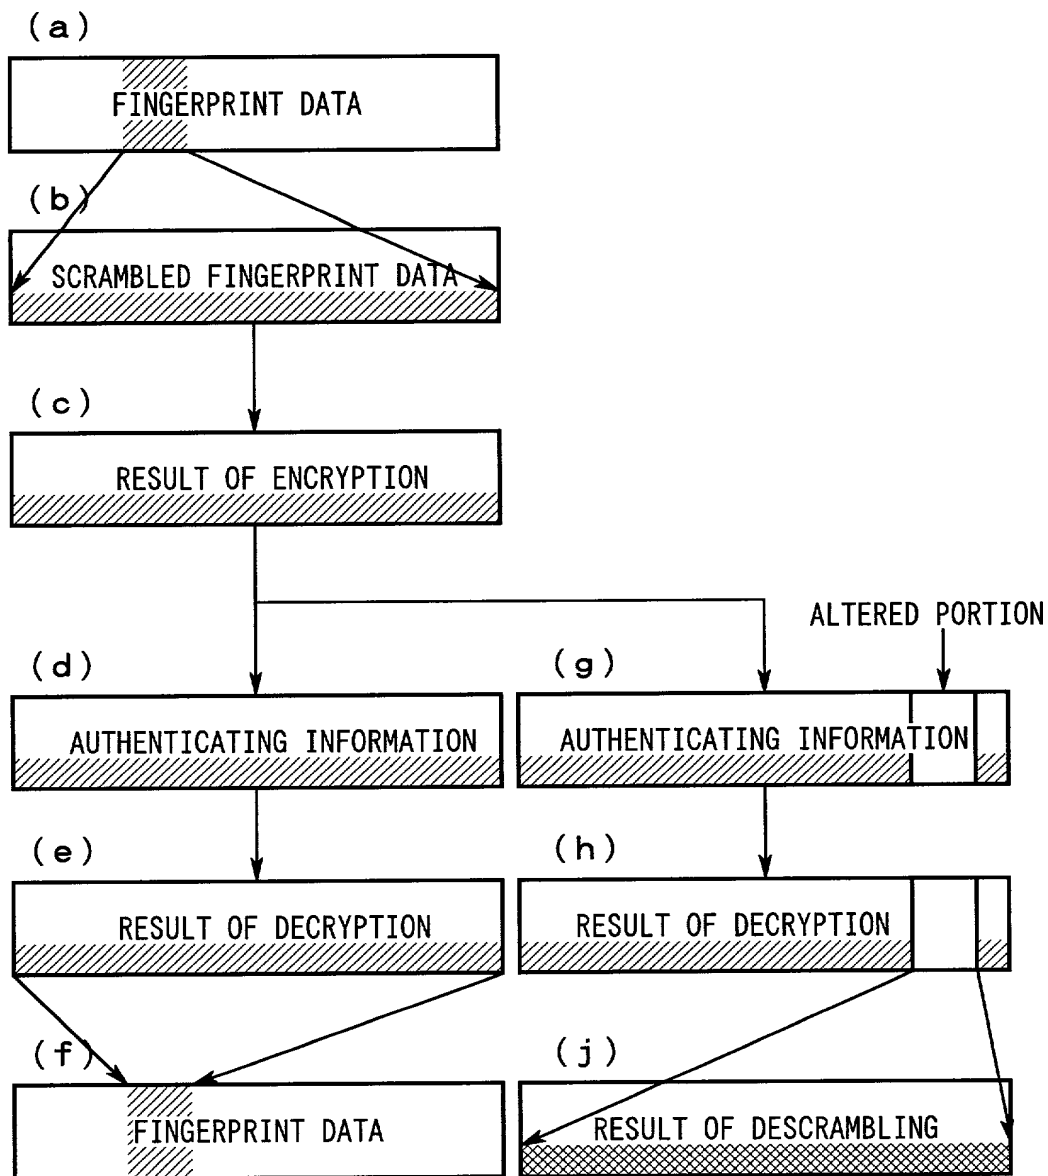 (a)
FINGERPRINT DATA
(b)
SCRAMBLED FINGERPRINT DATA
(c)
RESULT OF ENCRYPTION
ALTERED PORTION
(d)
(g)
AUTHENTICATING INFORMATION
AUTHENTICATING INFORMATION
(e)
(h)
RESULT OF DECRYPTION
RESULT OF DECRYPTION
(f)
(j)
FINGERPRINT DATA
RESULT OF DESCRAMBLING